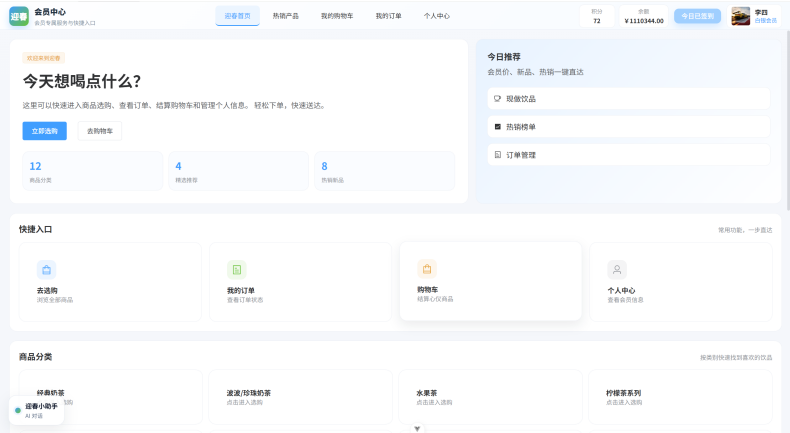 迎春
会员中心
会员专属服务与快捷入口
迎春首页
热销产品
我的购物车
我的订单
个人中心
积分
72
余额
¥ 1110344.00
今日已签到
李四
白银会员
欢迎来到迎春
今天想喝点什么?
这里可以快速进入商品选购、查看订单、结算购物车和管理个人信息。 轻松下单，快速送达。
立即选购
去购物车
12
商品分类
4
精选推荐
8
热销新品
今日推荐
会员价、新品、热销一键直达
现做饮品
热销榜单
订单管理
快捷入口
常用功能，一步直达
去选购
浏览全部商品
我的订单
查看订单状态
购物车
结算心仪商品
个人中心
查看会员信息
商品分类
按类别快速找到喜欢的饮品
经典奶茶
波波/珍珠奶茶
点击进入选购
水果茶
点击进入选购
柠檬茶系列
点击进入选购
迎春小助手
AI 对话